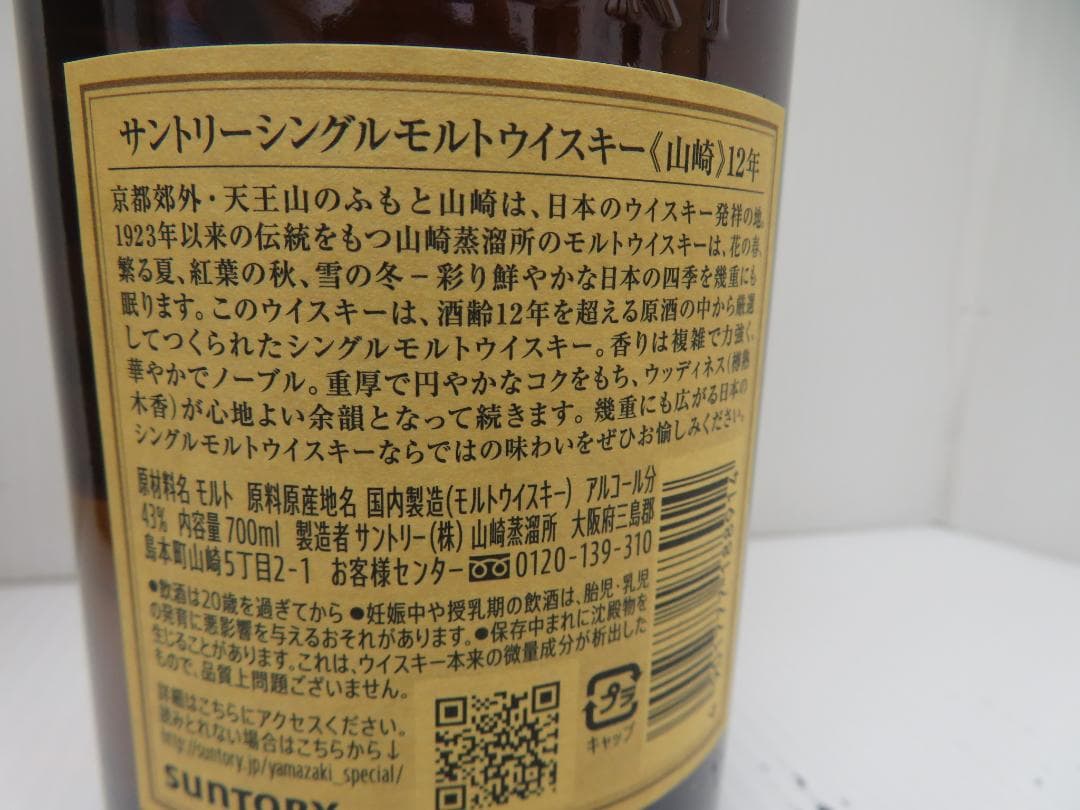 サントリーシングルモルトウイスキー《山崎》12年
京都郊外・天王山のふもと山崎は、日本のウイスキー発祥の地。
1923年以来の伝統をもつ山崎蒸溜所のモルトウイスキーは、花の春、
繁る夏、紅葉の秋、雪の冬－彩り鮮やかな日本の四季を幾重にも
眠ります。このウイスキーは、酒齢12年を超える原酒の中から厳選
してつくられたシングルモルトウイスキー。香りは複雑で力強く、
華やかでノーブル。重厚で円やかなコクをもち、ウッディネス(樽熟
木香)が心地よい余韻となって続きます。幾重にも広がる日本の
シングルモルトウイスキーならではの味わいをぜひお愉しみください。
原材料名 モルト 原料原産地名 国内製造(モルトウイスキー) アルコール分
43% 内容量 700ml 製造者 サントリー(株) 山崎蒸溜所 大阪府三島郡
島本町山崎5丁目2-1 お客様センター 0120-139-310
●飲酒は20歳を過ぎてから ●妊娠中や授乳期の飲酒は、胎児・乳児
の発育に悪影響を与えるおそれがあります。●保存中まれに沈殿物を
生じることがあります。これは、ウイスキー本来の微量成分が析出した
もので、品質上問題ございません。
詳細はこちらにアクセスください。
読みとれない場合はこちらから↓
http://suntory.jp/yamazaki_special/
プラ
キャップ
SUNTORY